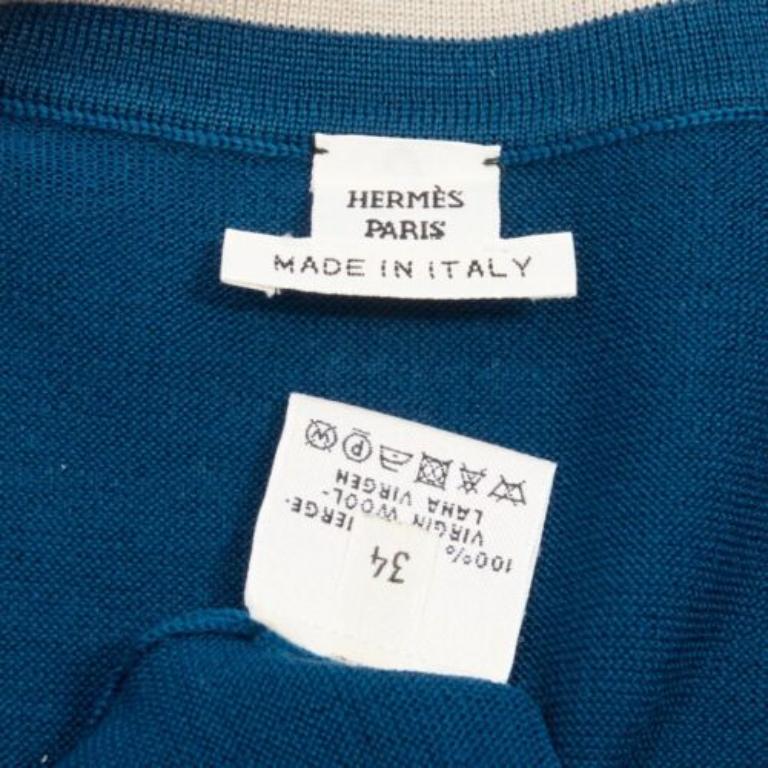 HERMÈS
PARIS
MADE IN ITALY
34
100%
VIRGIN WOOL-
LANA VIRGEN